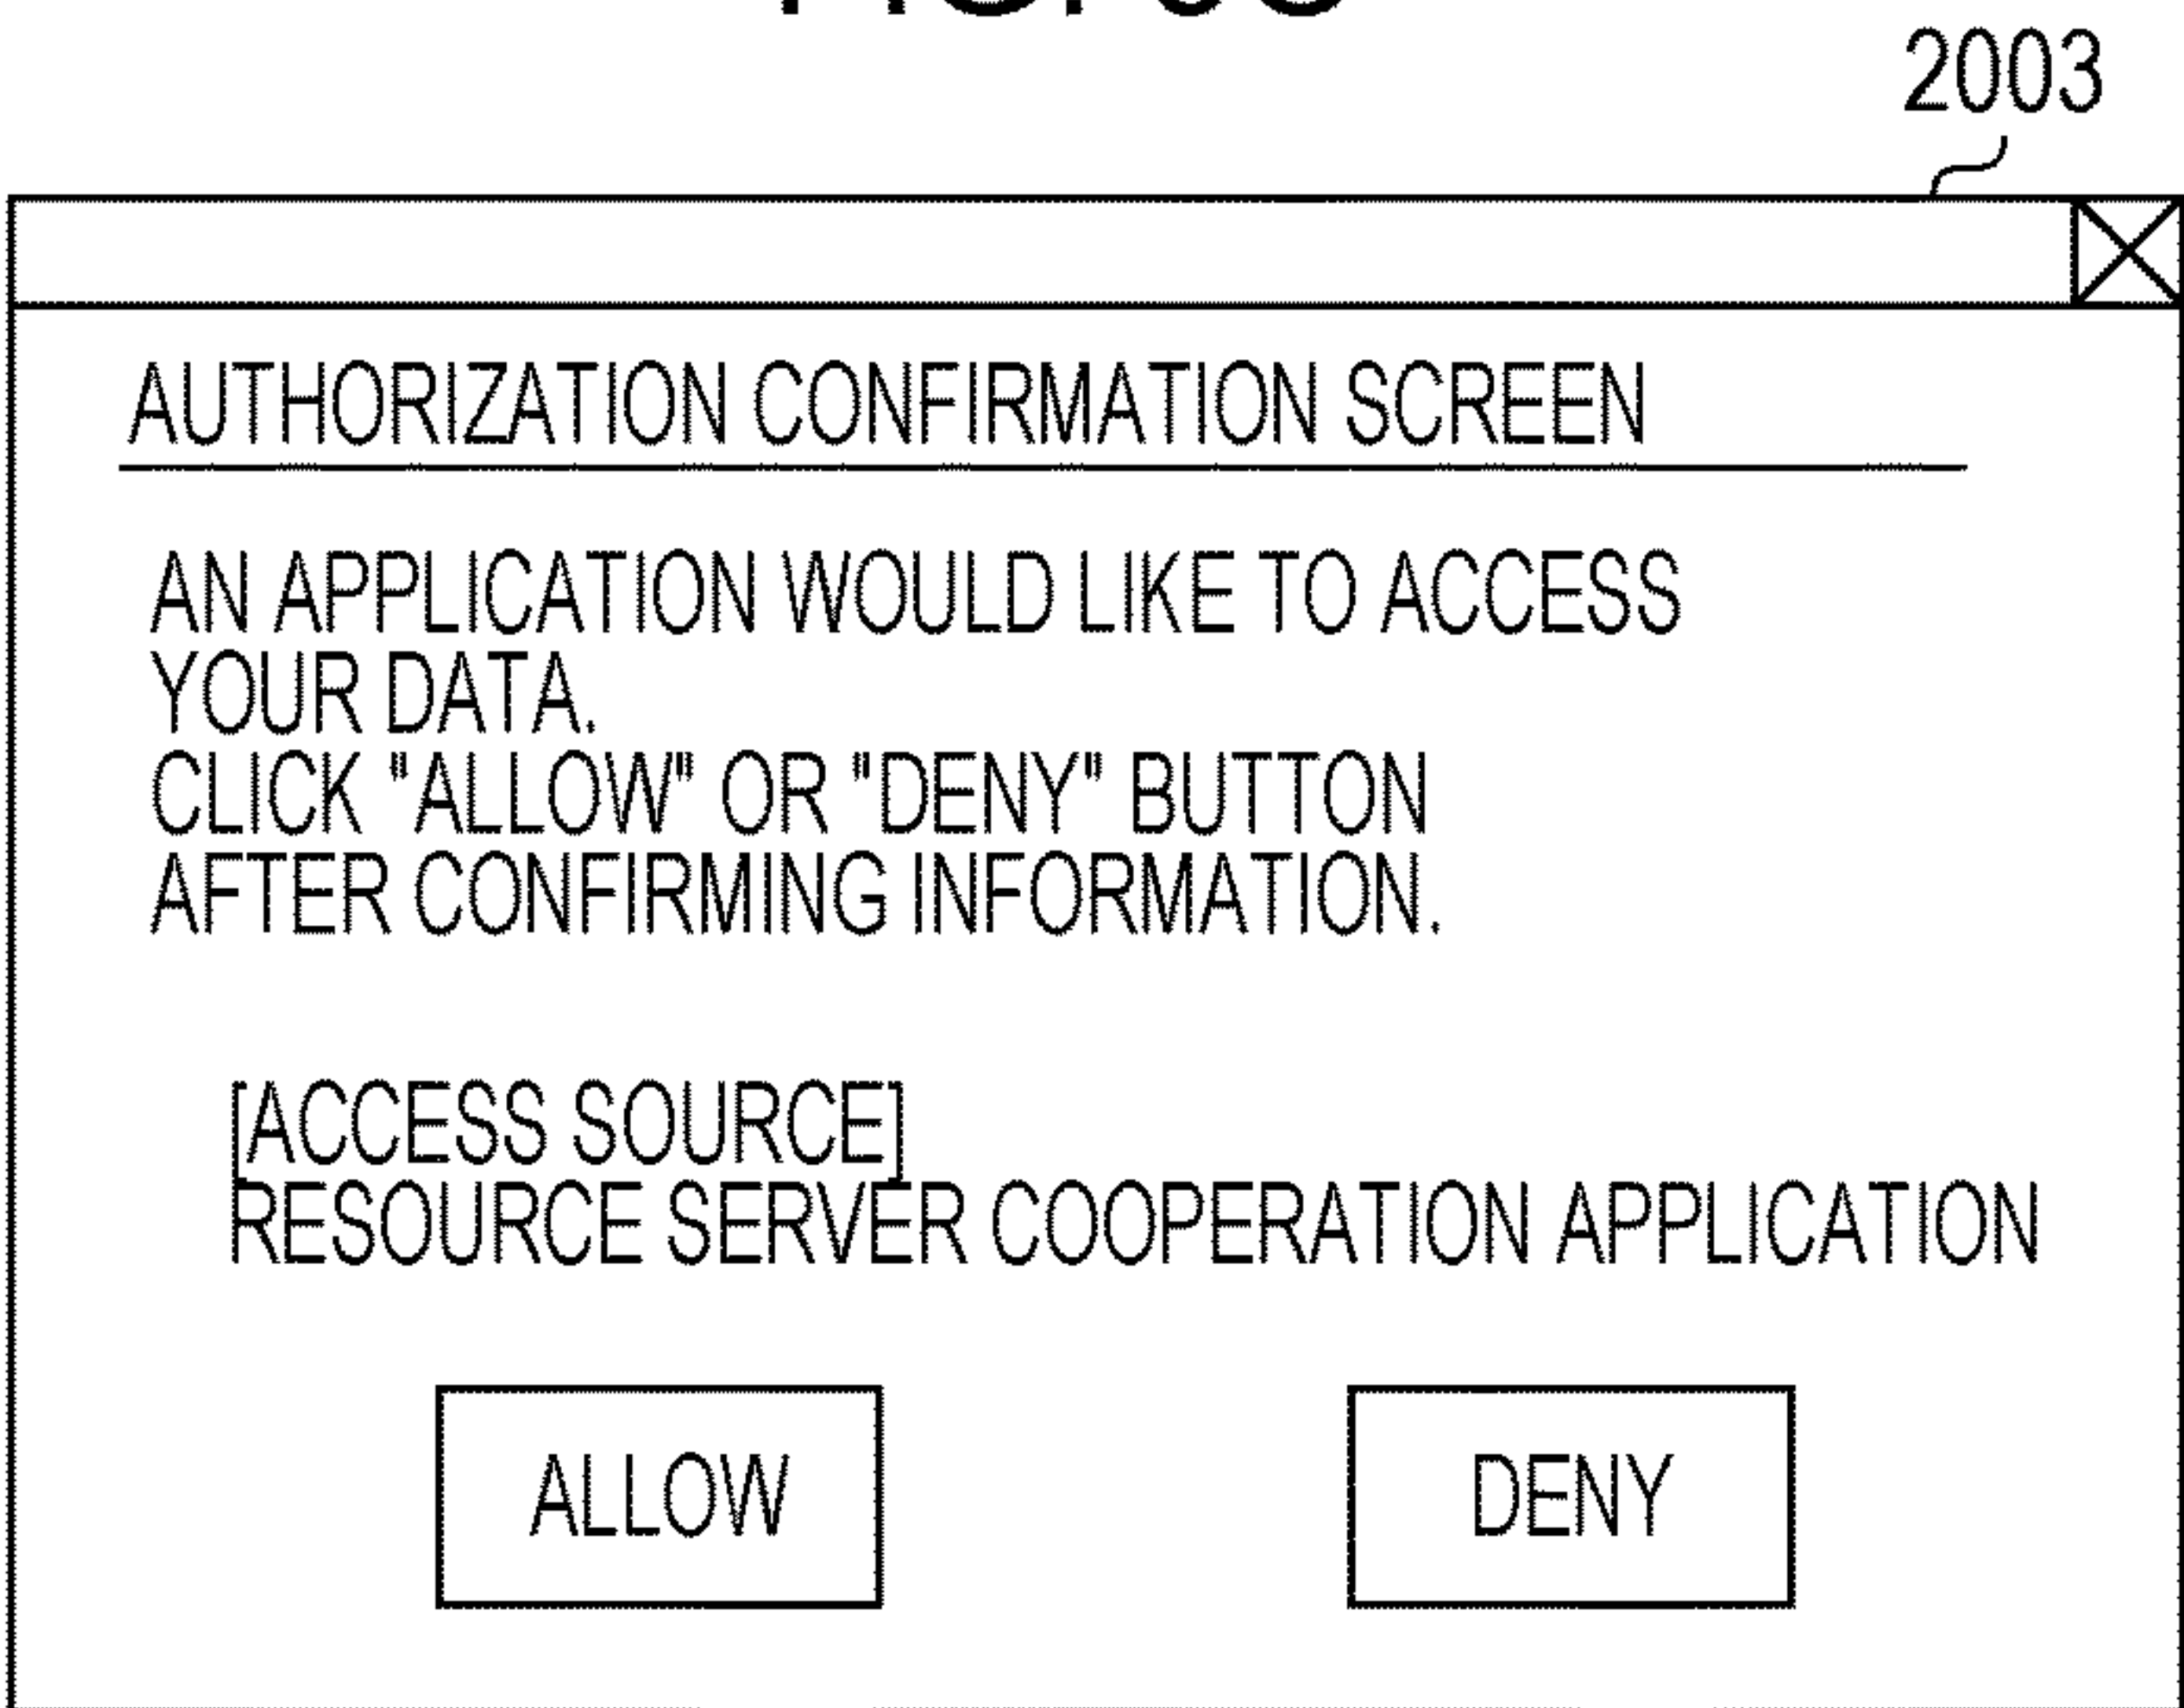 2003
AUTHORIZATION CONFIRMATION SCREEN
AN APPLICATION WOULD LIKE TO ACCESS
YOUR DATA.
CLICK "ALLOW" OR "DENY" BUTTON
AFTER CONFIRMING INFORMATION.
[ACCESS SOURCE]
RESOURCE SERVER COOPERATION APPLICATION
ALLOW
DENY